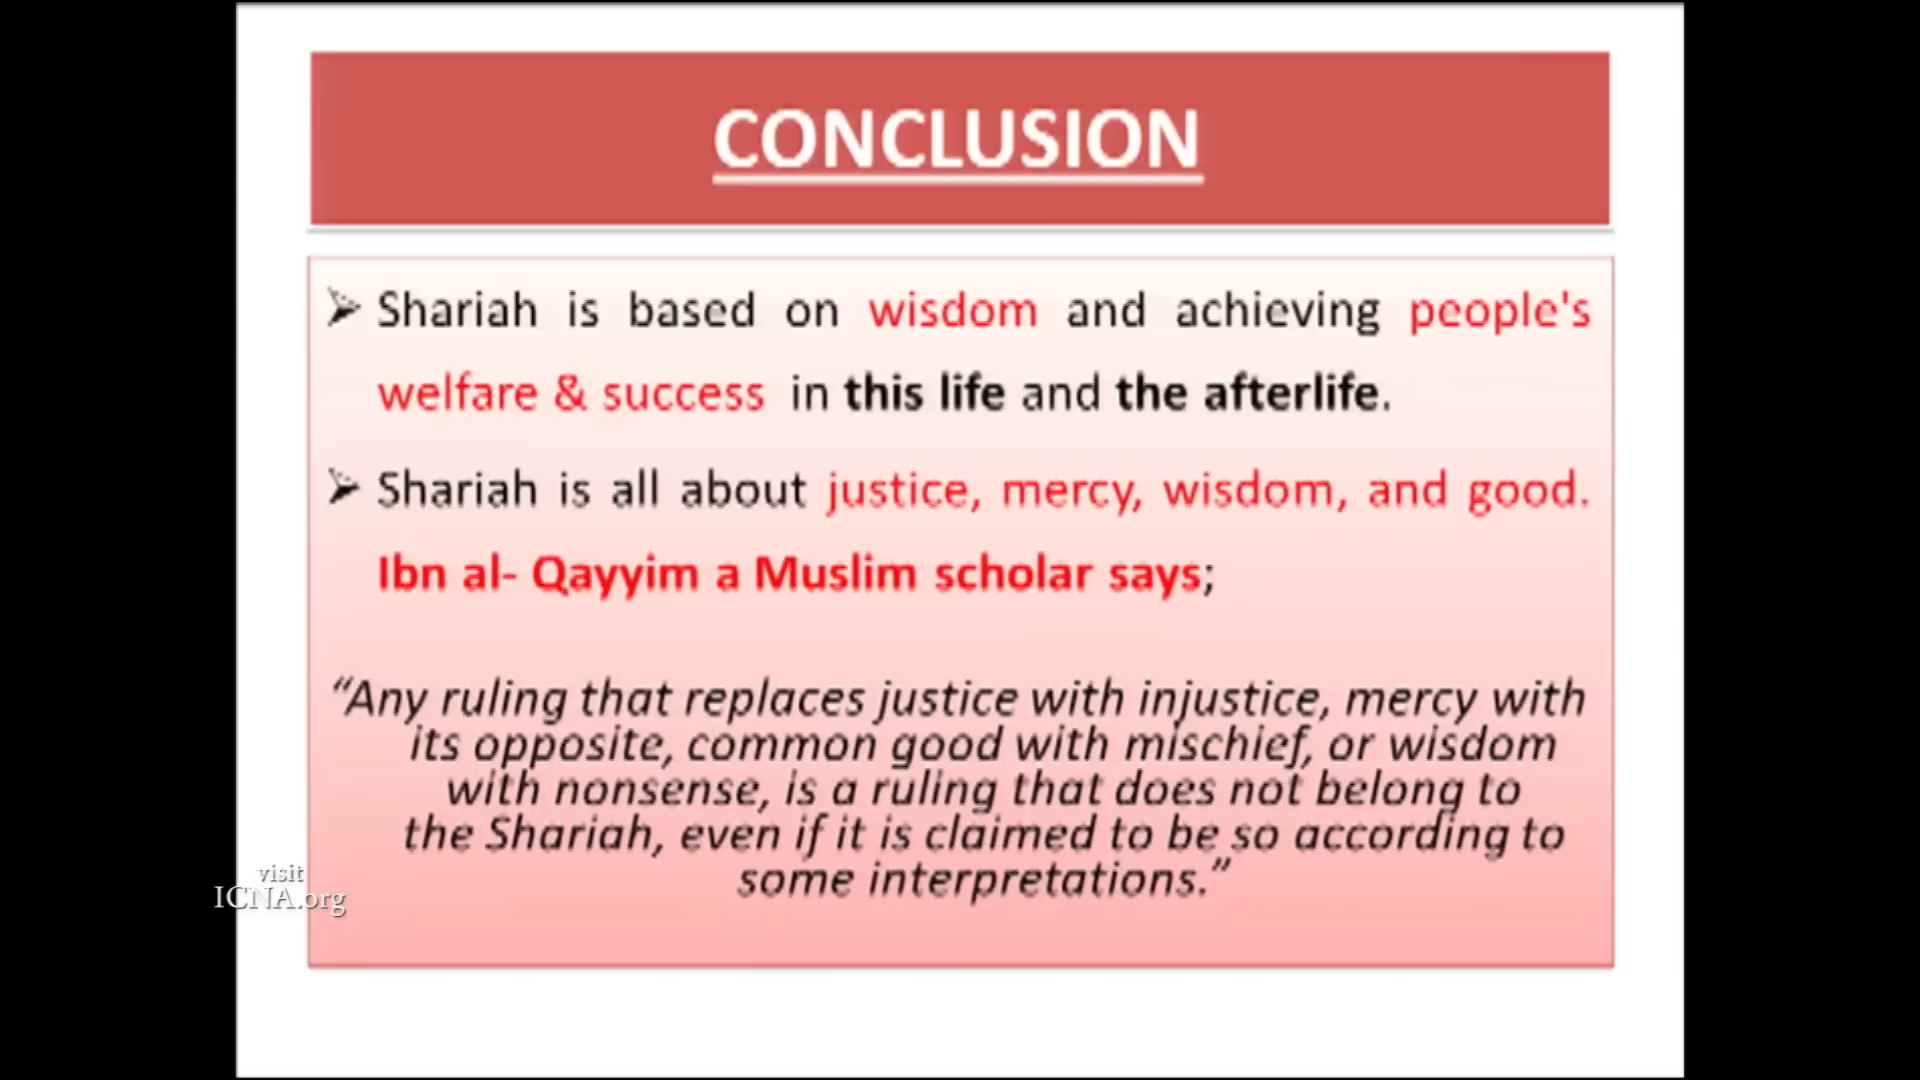 CONCLUSION
Shariah is based on wisdom and achieving people's
welfare & success in this life and the afterlife.
Shariah is all about justice, mercy, wisdom, and good.
Ibn al- Qayyim a Muslim scholar says;
“Any ruling that replaces justice with injustice, mercy with
its opposite, common good with mischief, or wisdom
with nonsense, is a ruling that does not belong to
the Shariah, even if it is claimed to be so according to
some interpretations.”
visit
ICNA.org